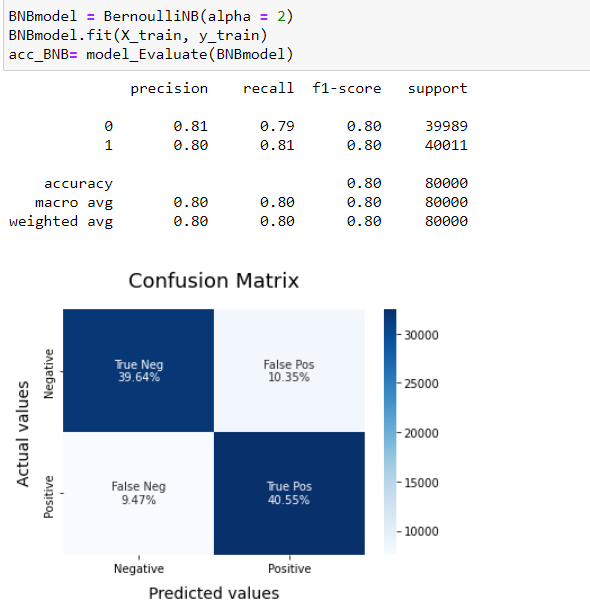 BNBmodel = BernoulliNB(alpha = 2)
BNBmodel.fit(X_train, y_train)
acc_BNB= model_Evaluate(BNBmodel)
precision recall f1-score support
0 0.81 0.79 0.80 39989
1 0.80 0.81 0.80 40011
accuracy 0.80 80000
macro avg 0.80 0.80 0.80 80000
weighted avg 0.80 0.80 0.80 80000
Confusion Matrix
Actual values
Negative
Positive
True Neg
39.64%
False Pos
10.35%
False Neg
9.47%
True Pos
40.55%
Negative
Positive
Predicted values
30000
25000
20000
15000
10000